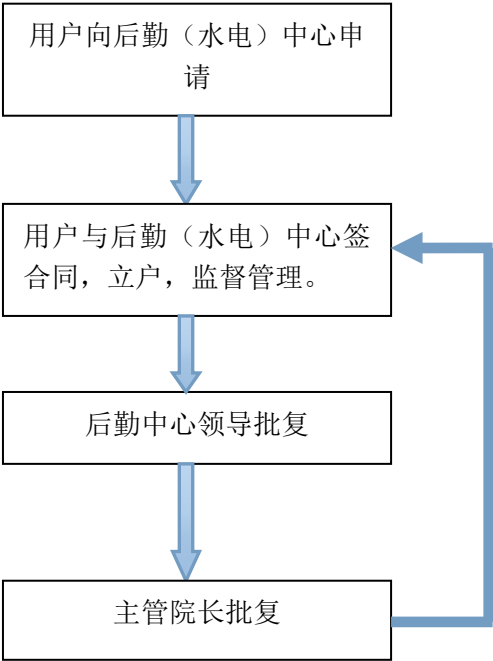 用户向后勤（水电）中心申
请
用户与后勤（水电）中心签
合同，立户，监督管理。
后勤中心领导批复
主管院长批复